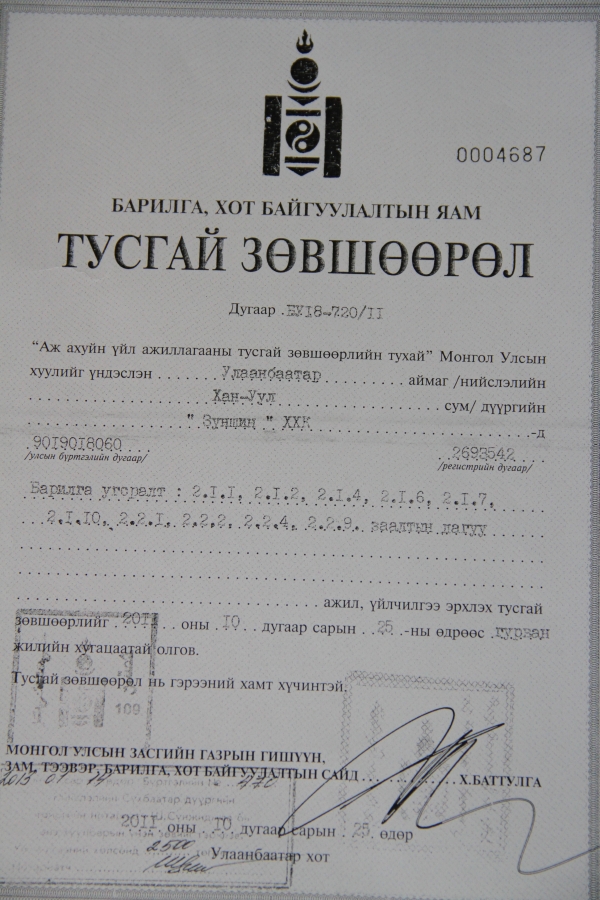 0004687
БАРИЛГА, ХОТ БАЙГУУЛАЛТЫН ЯАМ
ТУСГАЙ ЗӨВШӨӨРӨЛ
Дугаар .БҮ18-720/11
“Аж ахуйн үйл ажиллагааны тусгай зөвшөөрлийн тухай” Монгол Улсын
хуулийг үндэслэн Улаанбаатар аймаг /нийслэлийн
Хан-Уул сум/ дүүргийн
" Зүншин " ХХК -д
9019018060 2693542
/улсын бүртгэлийн дугаар/ /регистрийн дугаар/
Барилга угсралт : 2.1.1, 2.1.2, 2.1.4, 2.1.6, 2.1.7,
2.1.10, 2.2.1, 2.2.2, 2.2.4, 2.2.9. заалтын дагуу
ажил, үйлчилгээ эрхлэх тусгай
зөвшөөрлийг 2011 оны 10 дугаар сарын 25 -ны өдрөөс гурван
жилийн хугацаатай олгов.
Тусгай зөвшөөрөл нь гэрээний хамт хүчинтэй.
109
МОНГОЛ УЛСЫН ЗАСГИЙН ГАЗРЫН ГИШҮҮН,
ЗАМ, ТЭЭВЭР, БАРИЛГА, ХОТ БАЙГУУЛАЛТЫН САЙД Х.БАТТУЛГА
2011 оны 10 дугаар сарын 25 өдөр
2500 Улаанбаатар хот